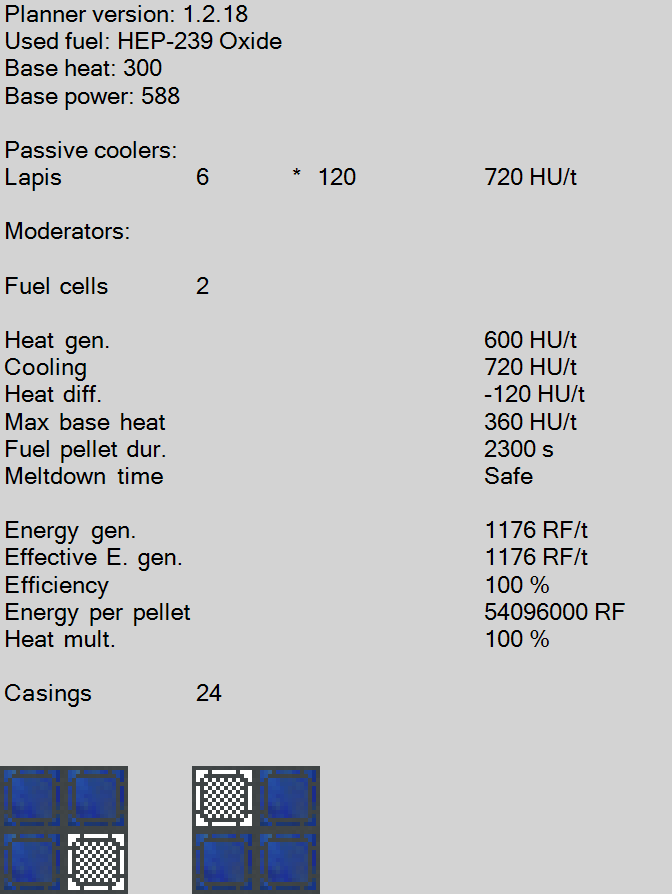 Planner version: 1.2.18
Used fuel: HEP-239 Oxide
Base heat: 300
Base power: 588
Passive coolers:
Lapis 6 * 120 720 HU/t
Moderators:
Fuel cells 2
Heat gen. 600 HU/t
Cooling 720 HU/t
Heat diff. -120 HU/t
Max base heat 360 HU/t
Fuel pellet dur. 2300 s
Meltdown time Safe
Energy gen. 1176 RF/t
Effective E. gen. 1176 RF/t
Efficiency 100 %
Energy per pellet 54096000 RF
Heat mult. 100 %
Casings 24